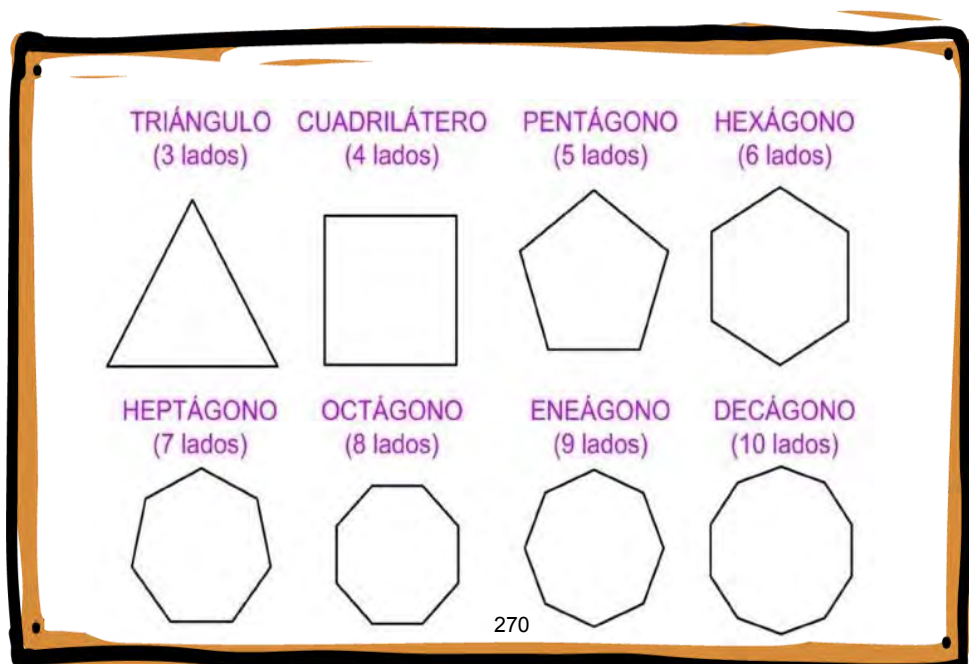 TRIÁNGULO CUADRILÁTERO PENTÁGONO HEXÁGONO
(3 lados) (4 lados) (5 lados) (6 lados)
HEPTÁGONO OCTÁGONO ENEÁGONO DECÁGONO
(7 lados) (8 lados) (9 lados) (10 lados)
270